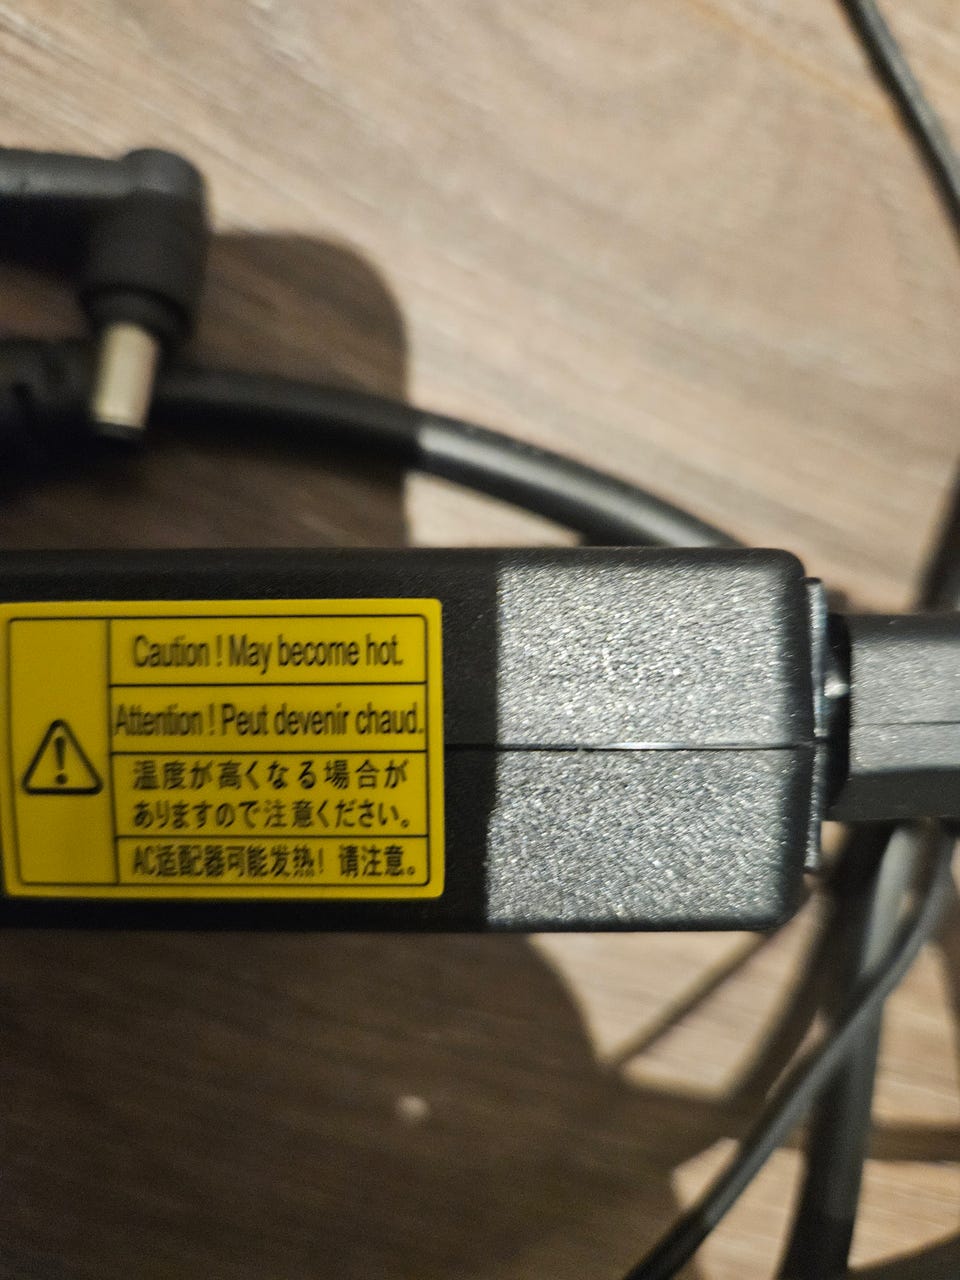 Caution ! May become hot.
Attention ! Peut devenir chaud.
温度が高くなる場合が
ありますので注意ください。
AC适配器可能发热！ 请注意。